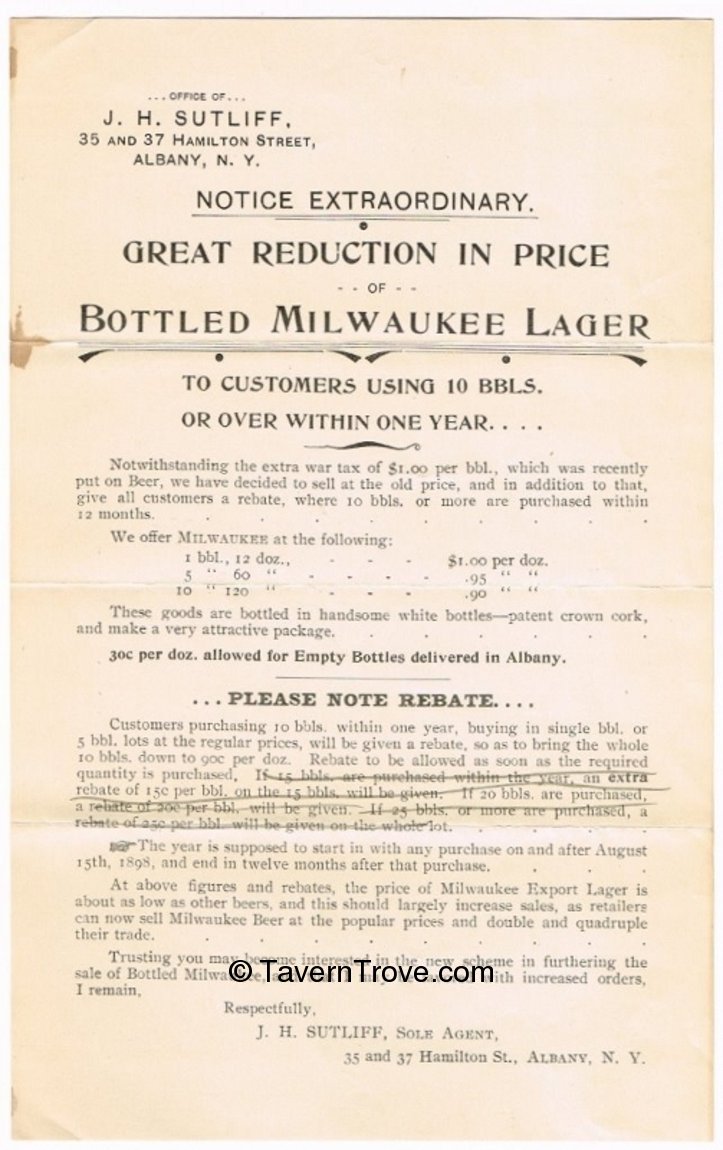 ...OFFICE OF...
J. H. SUTLIFF,
35 AND 37 HAMILTON STREET,
ALBANY, N. Y.
NOTICE EXTRAORDINARY.
GREAT REDUCTION IN PRICE
- - OF - -
BOTTLED MILWAUKEE LAGER
TO CUSTOMERS USING 10 BBLS.
OR OVER WITHIN ONE YEAR....
Notwithstanding the extra war tax of $1.00 per bbl., which was recently
put on Beer, we have decided to sell at the old price, and in addition to that,
give all customers a rebate, where 10 bbls. or more are purchased within
12 months. . . . . . . . .
We offer MILWAUKEE at the following:
1 bbl., 12 doz., - - - $1.00 per doz.
5 " 60 " - - - - .95 " "
10 " 120 " - - - .90 " "
These goods are bottled in handsome white bottles—patent crown cork,
and make a very attractive package. . . . . . .
30c per doz. allowed for Empty Bottles delivered in Albany.
...PLEASE NOTE REBATE....
Customers purchasing 10 bbls. within one year, buying in single bbl. or
5 bbl. lots at the regular prices, will be given a rebate, so as to bring the whole
10 bbls. down to 90c per doz. Rebate to be allowed as soon as the required
quantity is purchased, If 15 bbls. are purchased within the year, an extra
rebate of 15c per bbl. on the 15 bbls. will be given. If 20 bbls. are purchased,
a rebate of 20c per bbl. will be given. If 25 bbls. or more are purchased, a
rebate of 25c per bbl will be given on the whole lot. . . . .
☞ The year is supposed to start in with any purchase on and after August
15th, 1898, and end in twelve months after that purchase. . . .
At above figures and rebates, the price of Milwaukee Export Lager is
about as low as other beers, and this should largely increase sales, as retailers
can now sell Milwaukee Beer at the popular prices and double and quadruple
their trade. . . . . . . . .
Trusting you may become interested in the new scheme in furthering the
sale of Bottled Milwaukee, with increased orders,
I remain,
© TavernTrove.com
Respectfully,
J. H. SUTLIFF, SOLE AGENT,
35 and 37 Hamilton St., ALBANY, N. Y.